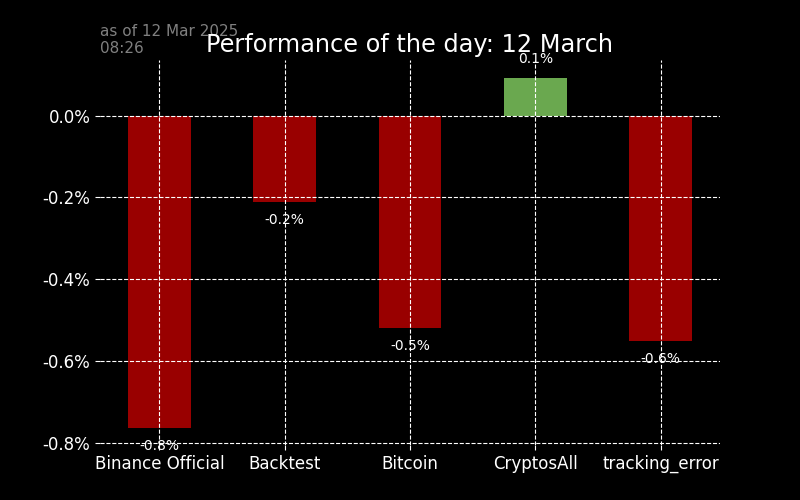 as of 12 Mar 2025
08:26
Performance of the day: 12 March
0.1%
0.0%
-0.2%
-0.2%
-0.4%
-0.5%
-0.6%
-0.6%
-0.8%
-0.8%
Binance Official
Backtest
Bitcoin
CryptosAll
tracking_error